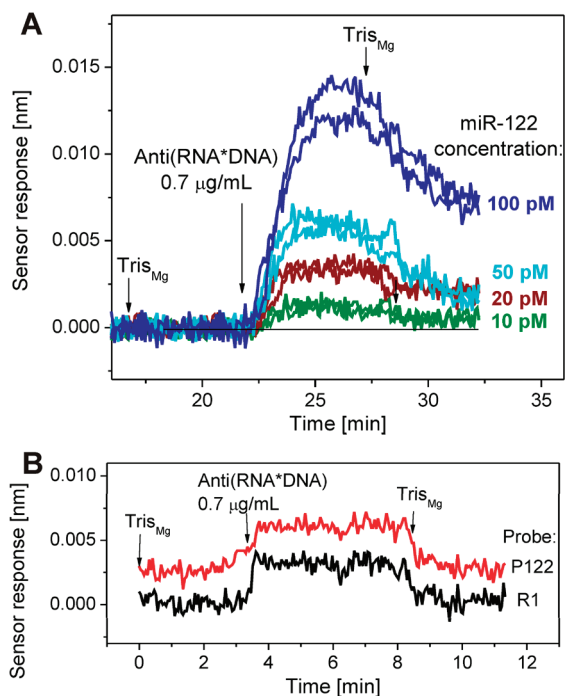 A
Sensor response [nm]
0.015
0.010
0.005
0.000
Tris_Mg
Anti(RNA*DNA)
0.7 µg/mL
Tris_Mg
miR-122
concentration:
100 pM
50 pM
20 pM
10 pM
20 25 30 35
Time [min]
B
Sensor response [nm]
0.010
0.005
0.000
Tris_Mg
Anti(RNA*DNA)
0.7 µg/mL
Tris_Mg
Probe:
P122
R1
0 2 4 6 8 10 12
Time [min]